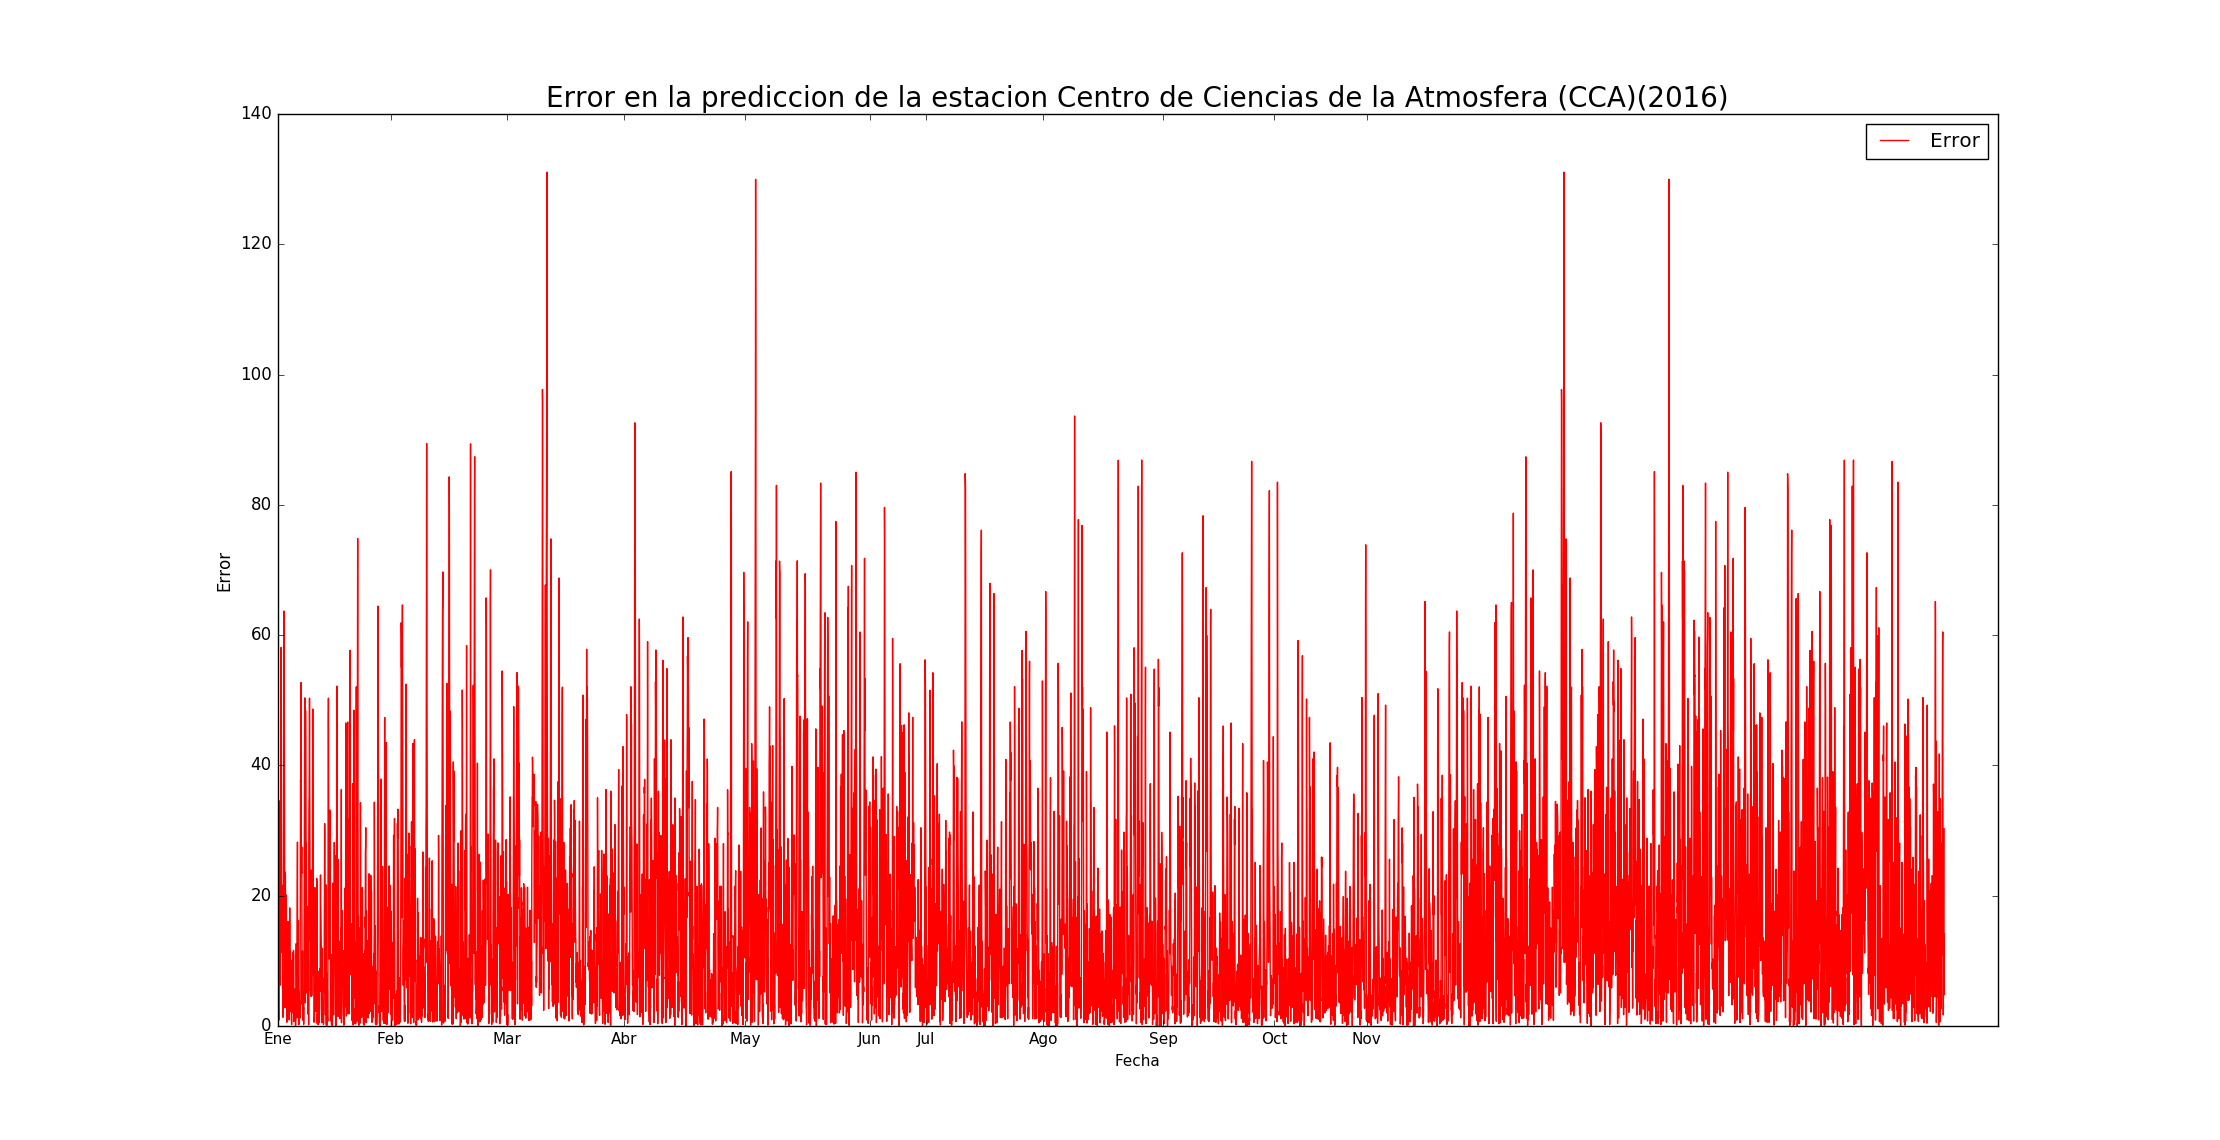 Error en la prediccion de la estacion Centro de Ciencias de la Atmosfera (CCA)(2016)
140
120
100
80
60
40
20
0
Error
Error
Ene Feb Mar Abr May Jun Jul Ago Sep Oct Nov
Fecha